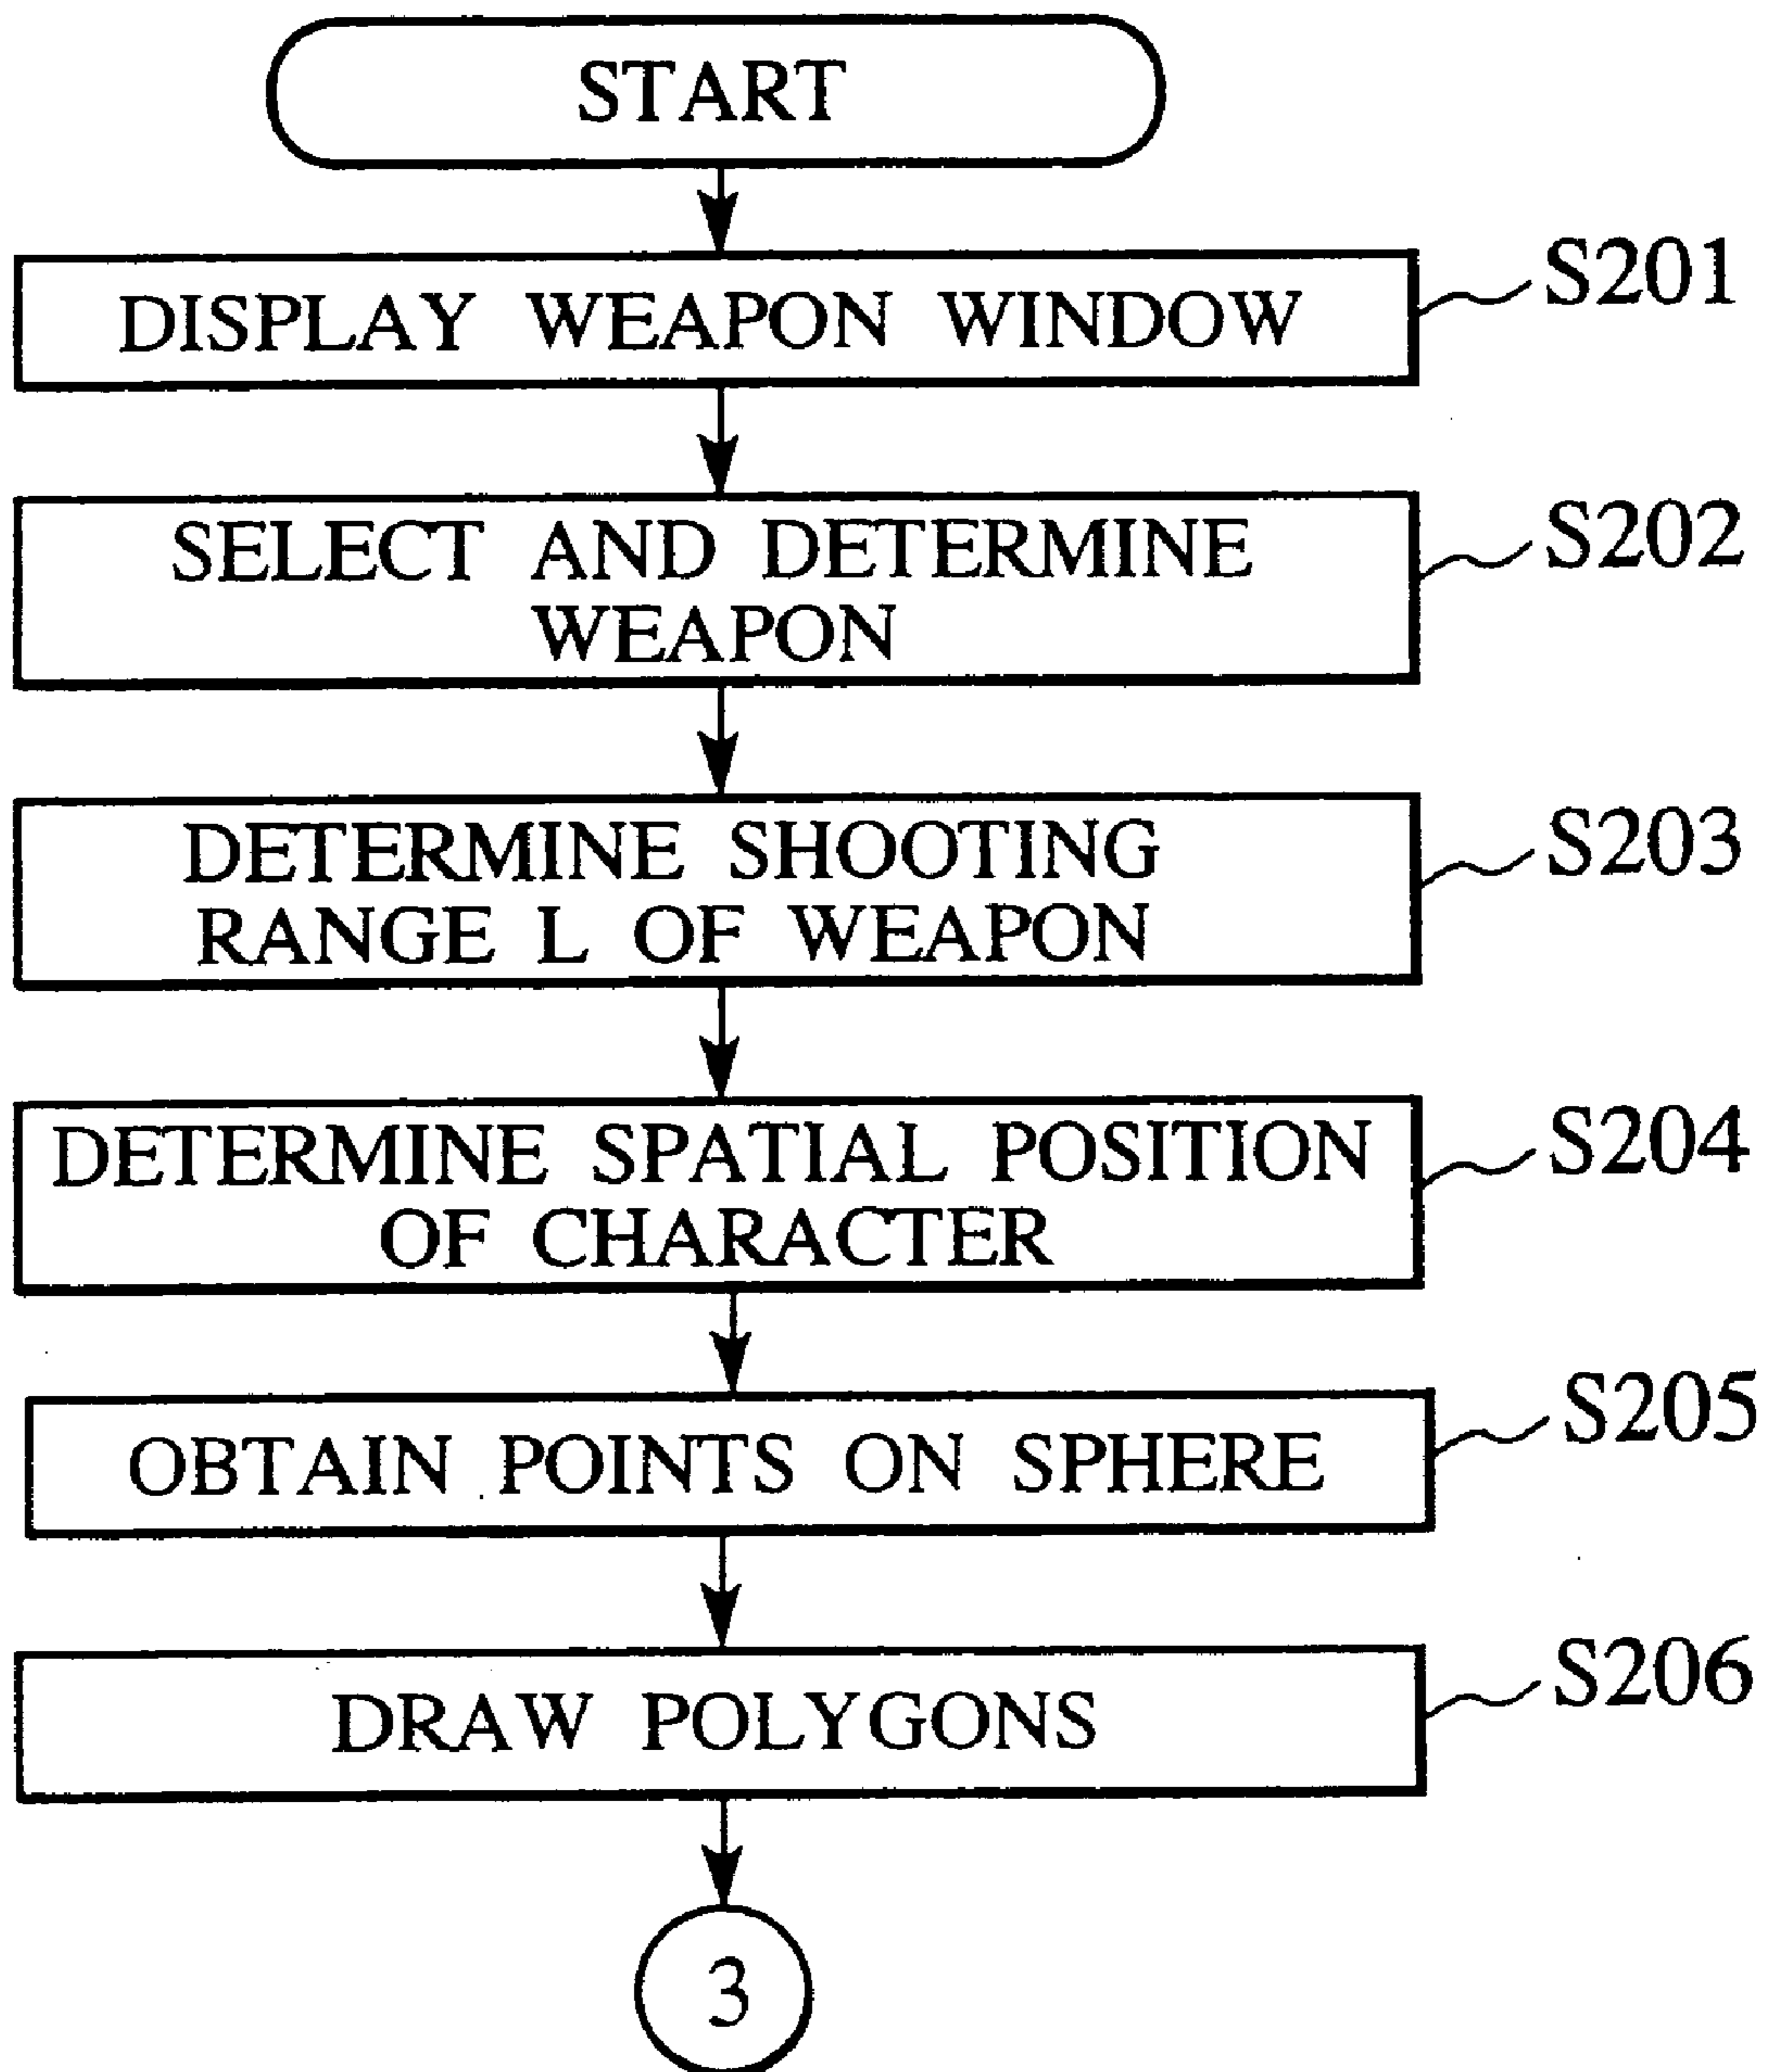 START
DISPLAY WEAPON WINDOW
S201
SELECT AND DETERMINE
WEAPON
S202
DETERMINE SHOOTING
RANGE L OF WEAPON
S203
DETERMINE SPATIAL POSITION
OF CHARACTER
S204
OBTAIN POINTS ON SPHERE
S205
DRAW POLYGONS
S206
3